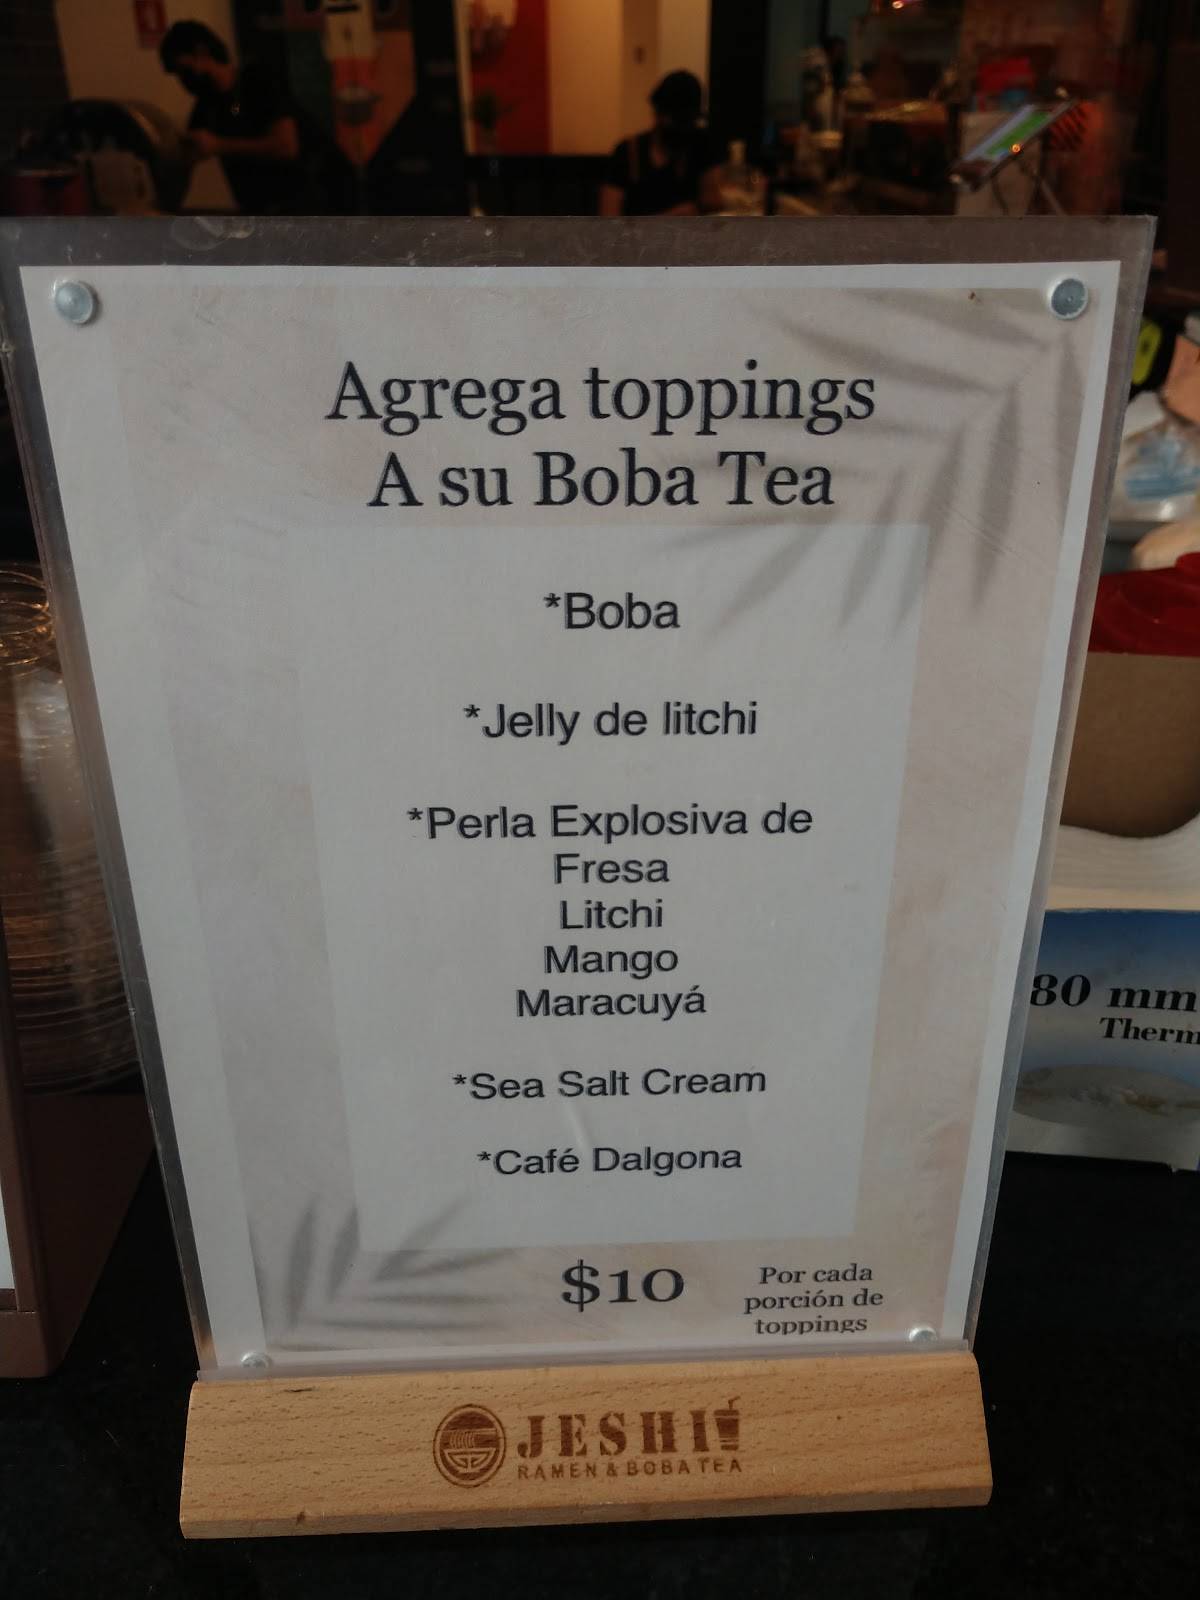 Agrega toppings
A su Boba Tea
*Boba
*Jelly de litchi
*Perla Explosiva de
Fresa
Litchi
Mango
Maracuyá
*Sea Salt Cream
*Café Dalgona
$10
Por cada
porción de
toppings
JESHI
RAMEN & BOBA TEA
80 mm
Therm